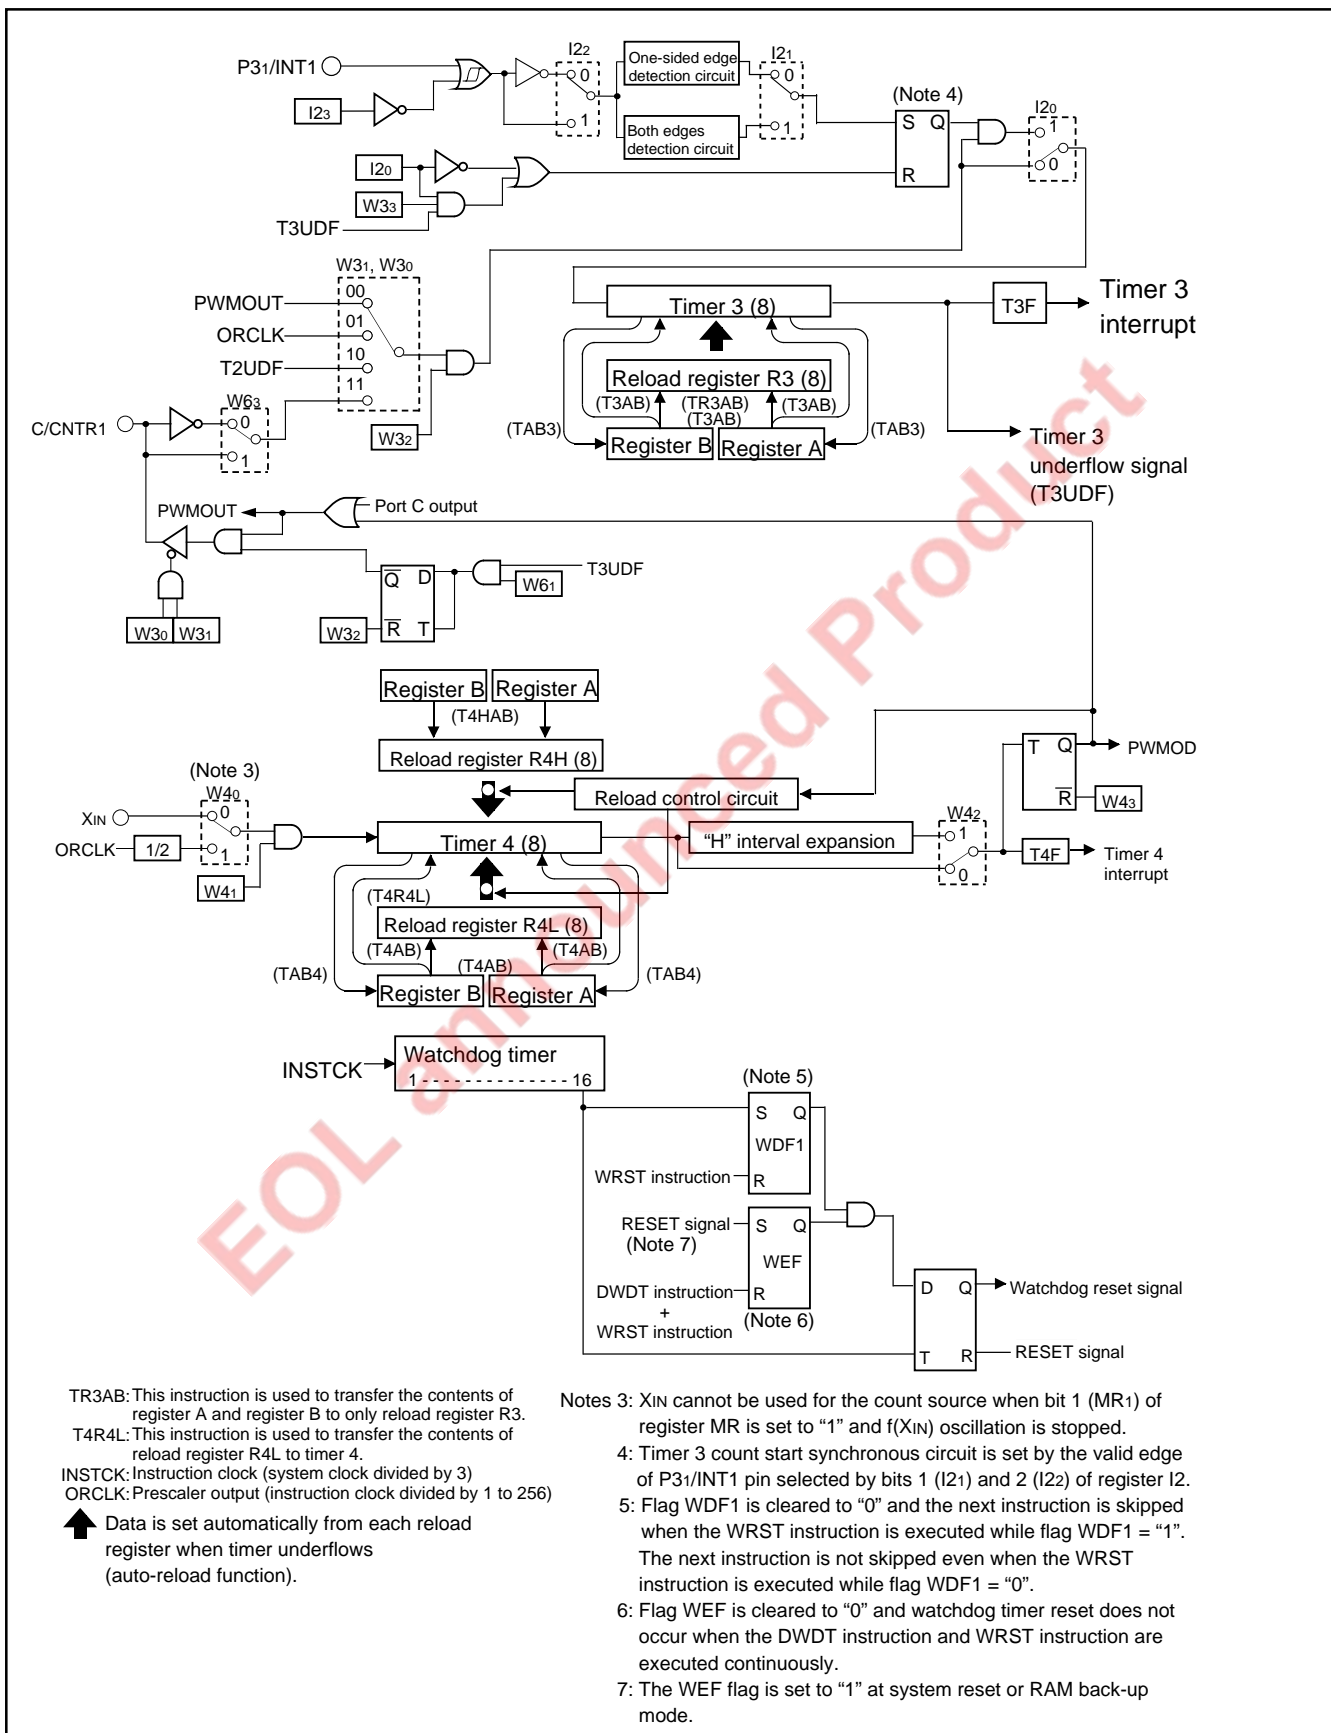 I22
I21
P31/INT1
0
One-sided edge
detection circuit
0
(Note 4)
I20
I23
1
Both edges
detection circuit
1
S Q
1
R
0
I20
W33
T3UDF
W31, W30
PWMOUT
00
ORCLK
01
T2UDF
10
11
Timer 3 (8)
T3F
Timer 3
interrupt
Reload register R3 (8)
(T3AB)
(TR3AB)
(T3AB)
(T3AB)
W63
C/CNTR1
0
1
W32
(TAB3)
Register B
Register A
(TAB3)
Timer 3
underflow signal
(T3UDF)
PWMOUT
Port C output
Q D
T3UDF
W61
W30
W31
W32
R T
Register B
Register A
(T4HAB)
Reload register R4H (8)
T Q
PWMOD
R
W43
(Note 3)
W40
Reload control circuit
XIN
0
W42
ORCLK
1/2
1
Timer 4 (8)
“H” interval expansion
1
0
T4F
Timer 4
interrupt
W41
(T4R4L)
Reload register R4L (8)
(T4AB)
(T4AB)
(T4AB)
(TAB4)
Register B
Register A
(TAB4)
INSTCK
Watchdog timer
1 - - - - - - - - - - - - - - 16
(Note 5)
S Q
WDF1
WRST instruction
R
RESET signal
(Note 7)
S Q
WEF
DWDT instruction
+
WRST instruction
R
(Note 6)
D Q
Watchdog reset signal
T R
RESET signal
TR3AB: This instruction is used to transfer the contents of
register A and register B to only reload register R3.
T4R4L: This instruction is used to transfer the contents of
reload register R4L to timer 4.
INSTCK: Instruction clock (system clock divided by 3)
ORCLK: Prescaler output (instruction clock divided by 1 to 256)
Data is set automatically from each reload
register when timer underflows
(auto-reload function).
Notes 3: XIN cannot be used for the count source when bit 1 (MR1) of
register MR is set to “1” and f(XIN) oscillation is stopped.
4: Timer 3 count start synchronous circuit is set by the valid edge
of P31/INT1 pin selected by bits 1 (I21) and 2 (I22) of register I2.
5: Flag WDF1 is cleared to “0” and the next instruction is skipped
when the WRST instruction is executed while flag WDF1 = “1”.
The next instruction is not skipped even when the WRST
instruction is executed while flag WDF1 = “0”.
6: Flag WEF is cleared to “0” and watchdog timer reset does not
occur when the DWDT instruction and WRST instruction are
executed continuously.
7: The WEF flag is set to “1” at system reset or RAM back-up
mode.
EOL announced Product